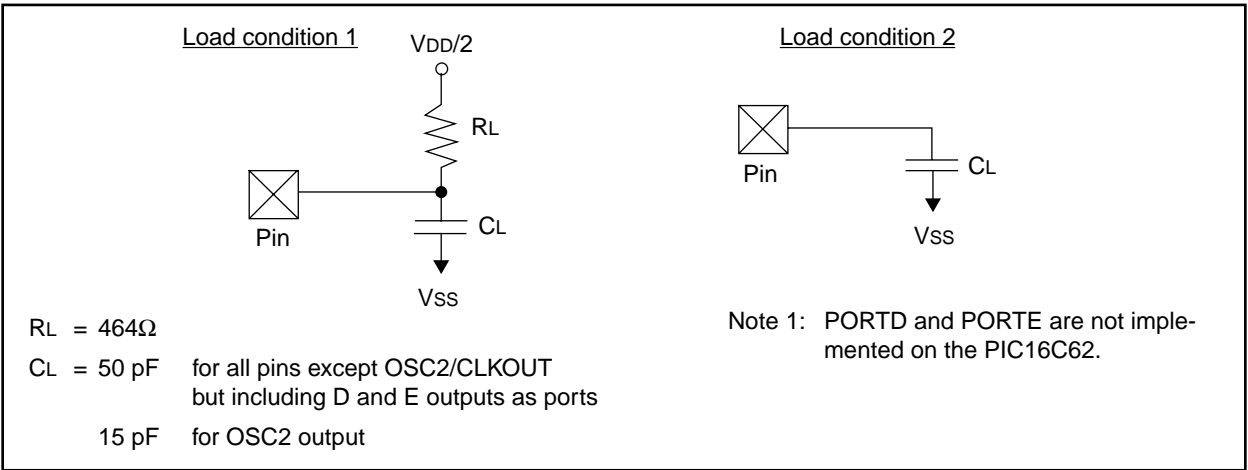 Load condition 1
VDD/2
RL
Pin
CL
VSS
RL = 464Ω
CL = 50 pF for all pins except OSC2/CLKOUT
but including D and E outputs as ports
15 pF for OSC2 output
Load condition 2
Pin
CL
VSS
Note 1: PORTD and PORTE are not imple-
mented on the PIC16C62.